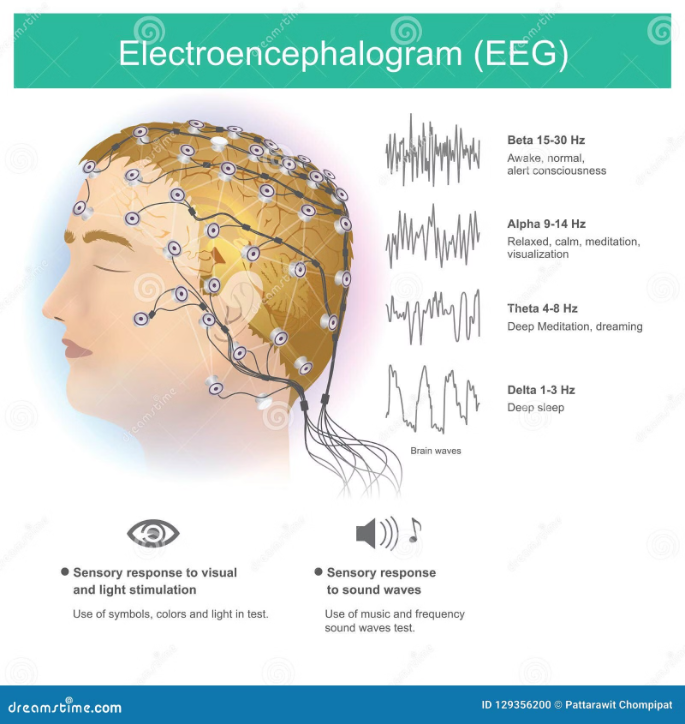 Electroencephalogram (EEG)
Beta 15-30 Hz
Awake, normal,
alert consciousness
Alpha 9-14 Hz
Relaxed, calm, meditation,
visualization
Theta 4-8 Hz
Deep Meditation, dreaming
Delta 1-3 Hz
Deep sleep
Brain waves
Sensory response to visual
and light stimulation
Use of symbols, colors and light in test.
Sensory response
to sound waves
Use of music and frequency
sound waves test.
dreamstime.com
ID 129356200 © Pattarawit Chompipat